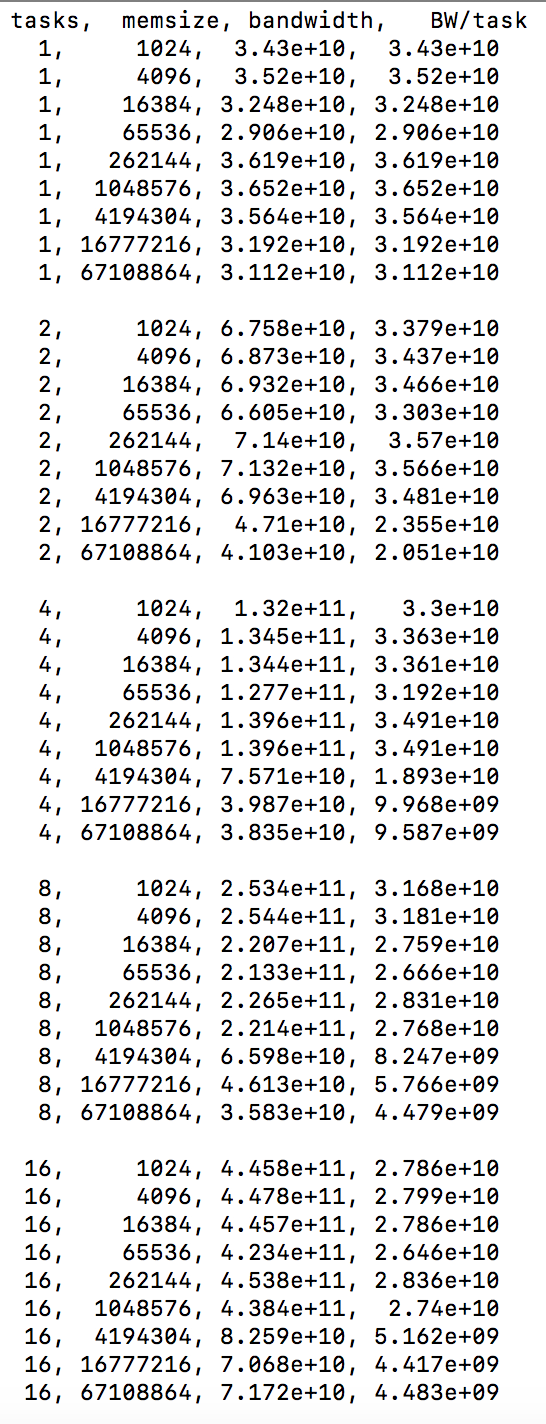 tasks,  memsize, bandwidth,   BW/task
  1,     1024,  3.43e+10,  3.43e+10
  1,     4096,  3.52e+10,  3.52e+10
  1,    16384, 3.248e+10, 3.248e+10
  1,    65536, 2.906e+10, 2.906e+10
  1,   262144, 3.619e+10, 3.619e+10
  1,  1048576, 3.652e+10, 3.652e+10
  1,  4194304, 3.564e+10, 3.564e+10
  1, 16777216, 3.192e+10, 3.192e+10
  1, 67108864, 3.112e+10, 3.112e+10

  2,     1024, 6.758e+10, 3.379e+10
  2,     4096, 6.873e+10, 3.437e+10
  2,    16384, 6.932e+10, 3.466e+10
  2,    65536, 6.605e+10, 3.303e+10
  2,   262144,  7.14e+10,  3.57e+10
  2,  1048576, 7.132e+10, 3.566e+10
  2,  4194304, 6.963e+10, 3.481e+10
  2, 16777216,  4.71e+10, 2.355e+10
  2, 67108864, 4.103e+10, 2.051e+10

  4,     1024,  1.32e+11,   3.3e+10
  4,     4096, 1.345e+11, 3.363e+10
  4,    16384, 1.344e+11, 3.361e+10
  4,    65536, 1.277e+11, 3.192e+10
  4,   262144, 1.396e+11, 3.491e+10
  4,  1048576, 1.396e+11, 3.491e+10
  4,  4194304, 7.571e+10, 1.893e+10
  4, 16777216, 3.987e+10, 9.968e+09
  4, 67108864, 3.835e+10, 9.587e+09

  8,     1024, 2.534e+11, 3.168e+10
  8,     4096, 2.544e+11, 3.181e+10
  8,    16384, 2.207e+11, 2.759e+10
  8,    65536, 2.133e+11, 2.666e+10
  8,   262144, 2.265e+11, 2.831e+10
  8,  1048576, 2.214e+11, 2.768e+10
  8,  4194304, 6.598e+10, 8.247e+09
  8, 16777216, 4.613e+10, 5.766e+09
  8, 67108864, 3.583e+10, 4.479e+09

 16,     1024, 4.458e+11, 2.786e+10
 16,     4096, 4.478e+11, 2.799e+10
 16,    16384, 4.457e+11, 2.786e+10
 16,    65536, 4.234e+11, 2.646e+10
 16,   262144, 4.538e+11, 2.836e+10
 16,  1048576, 4.384e+11,  2.74e+10
 16,  4194304, 8.259e+10, 5.162e+09
 16, 16777216, 7.068e+10, 4.417e+09
 16, 67108864, 7.172e+10, 4.483e+09